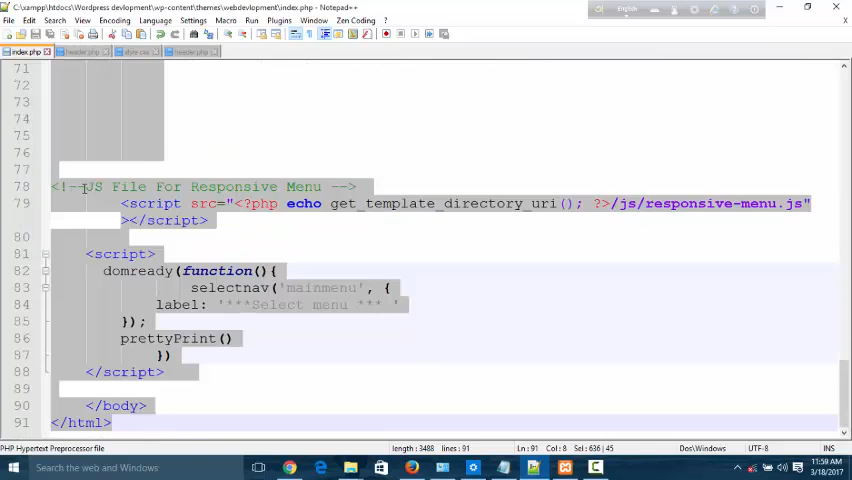 C:\xampp\htdocs\Wordpress devlopment\wp-content\themes\webdevlopment\index.php - Notepad++
English
File Edit Search View Encoding Language Settings Macro Run Plugins Window Zen Coding ?
X
index.php header.php style.css header.php
71
72
73
74
75
76
77
78 <!--JS File For Responsive Menu -->
79 <script src="<?php echo get_template_directory_uri(); ?>/js/responsive-menu.js"
></script>
80
81 <script>
82 domready(function(){
83 selectnav('mainmenu', {
84 label: '***Select menu *** '
85 });
86 prettyPrint()
87 })
88 </script>
89
90 </body>
91 </html>
PHP Hypertext Preprocessor file length : 3488 lines : 91 Ln : 91 Col : 8 Sel : 636 | 45 Dos\Windows UTF-8 INS
Search the web and Windows
11:59 AM
3/18/2017